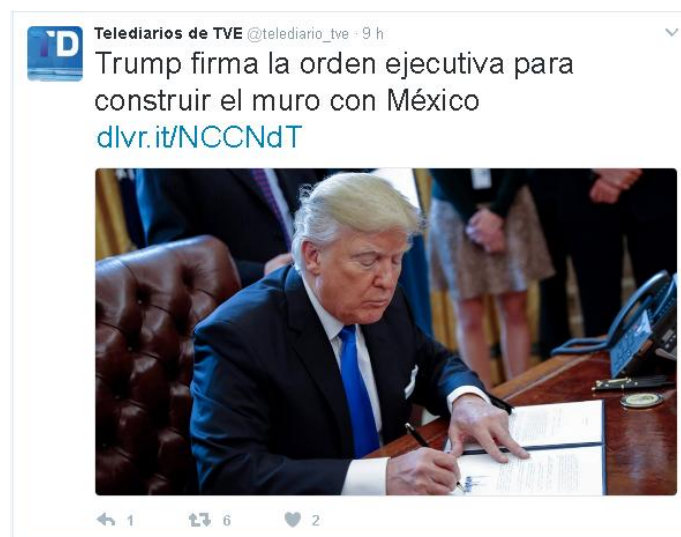 TD
Telediarios de TVE @telediario_tve · 9 h
Trump firma la orden ejecutiva para
construir el muro con México
dlvr.it/NCCNdT
1 6 2